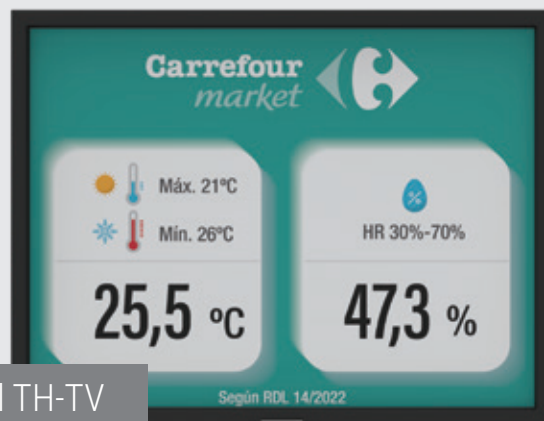 Carrefour
market
Máx. 21ºC
Mín. 26ºC
25,5 ºC
HR 30%-70%
%
47,3 %
Según RDL 14/2022
TH-TV